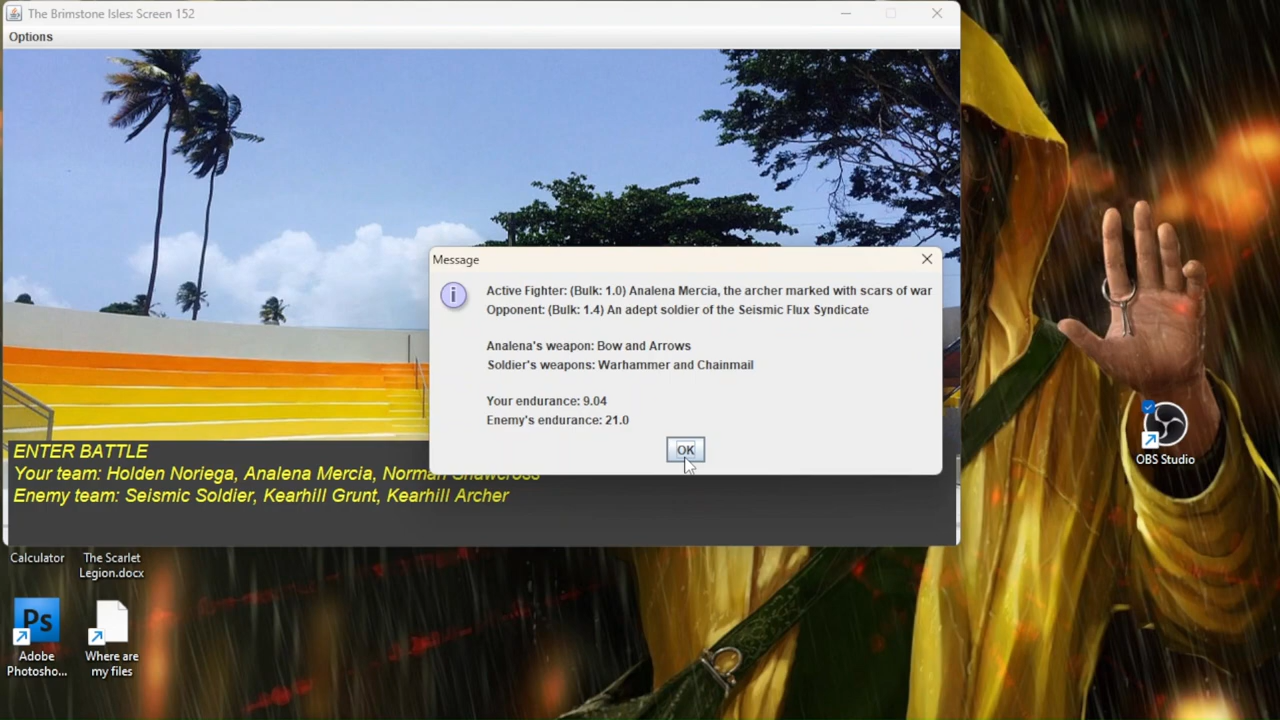 The Brimstone Isles: Screen 152
Options
Message
Active Fighter: (Bulk: 1.0) Analena Mercia, the archer marked with scars of war
Opponent: (Bulk: 1.4) An adept soldier of the Seismic Flux Syndicate
Analena's weapon: Bow and Arrows
Soldier's weapons: Warhammer and Chainmail
Your endurance: 9.04
Enemy's endurance: 21.0
OK
ENTER BATTLE
Your team: Holden Noriega, Analena Mercia, Norman Shawcross
Enemy team: Seismic Soldier, Kearhill Grunt, Kearhill Archer
OBS Studio
Calculator
The Scarlet
Legion.docx
Ps
Adobe
Photosho...
Where are
my files